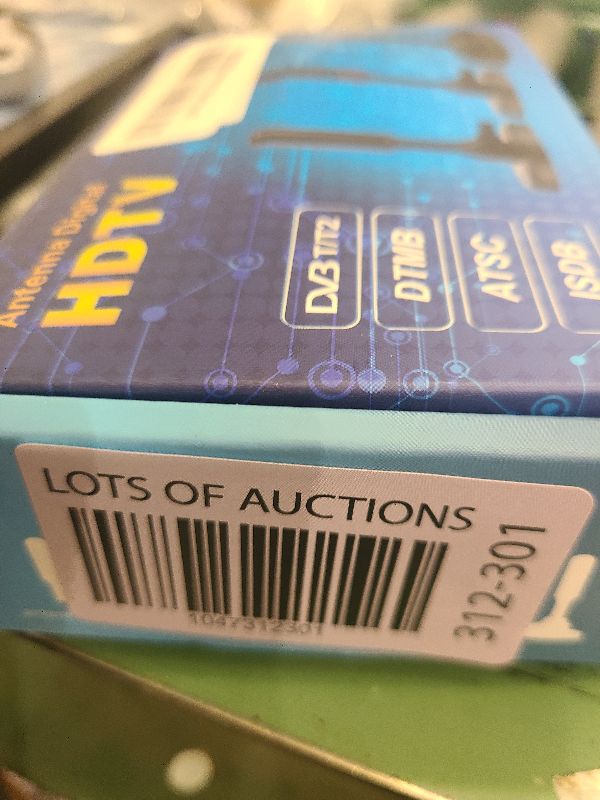 Antenna Digital
HDTV
DVB T/T2
DTMB
ATSC
ISDB
LOTS OF AUCTIONS
1047312301
312-301